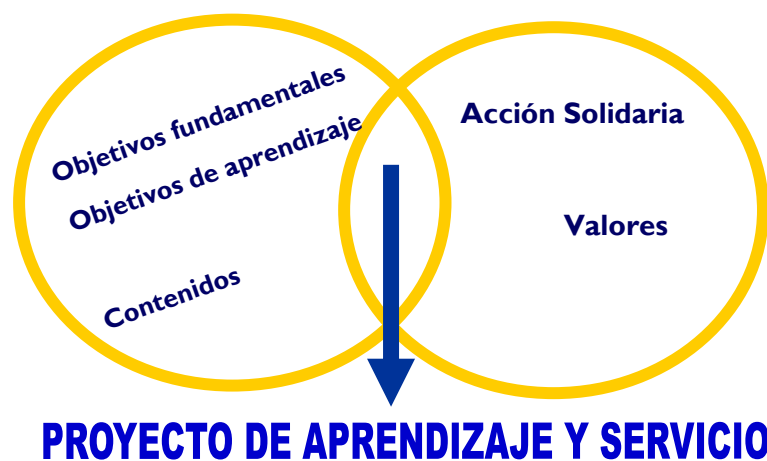 Objetivos fundamentales
Objetivos de aprendizaje
Contenidos
Acción Solidaria
Valores
PROYECTO DE APRENDIZAJE Y SERVICIO